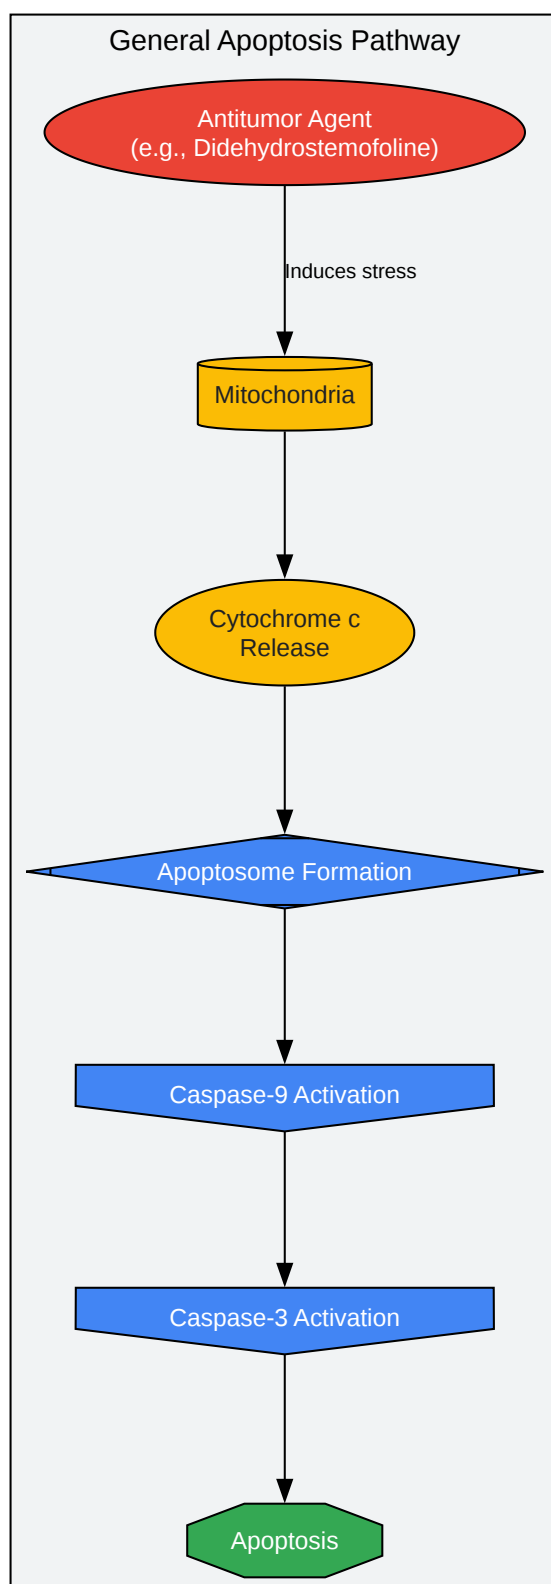 General Apoptosis Pathway
Antitumor Agent
(e.g., Didehydrostemofoline)
Induces stress
Mitochondria
Cytochrome c
Release
Apoptosome Formation
Caspase-9 Activation
Caspase-3 Activation
Apoptosis